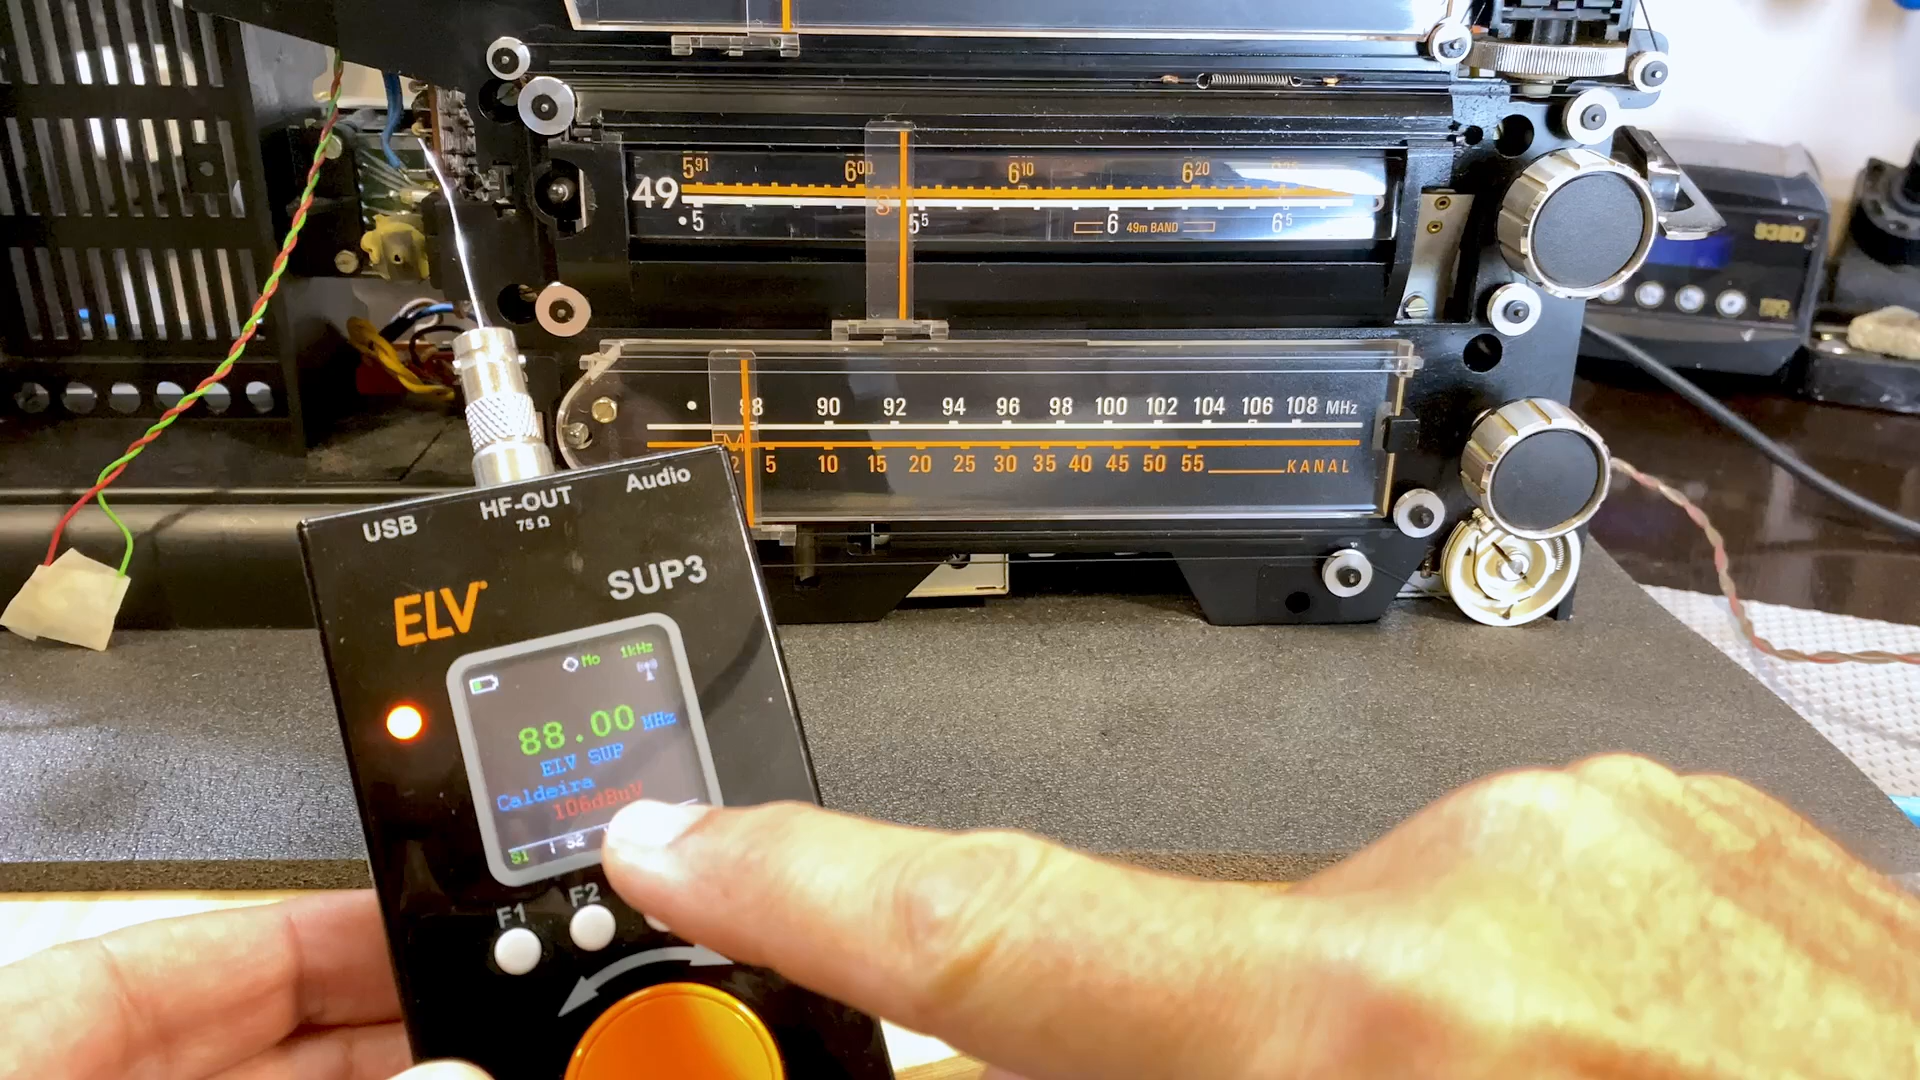 5⁹¹ 6⁰⁰ 6¹⁰ 6²⁰
49
5 5⁵ 6 49m BAND 6⁵
88 90 92 94 96 98 100 102 104 106 108 MHz
FM
2 5 10 15 20 25 30 35 40 45 50 55 KANAL
USB HF-OUT Audio
75 Ω
ELV SUP3
Mo 1kHz
88.00 MHz
ELV SUP
Caldeira
106dBuV
S1 S2
F1 F2